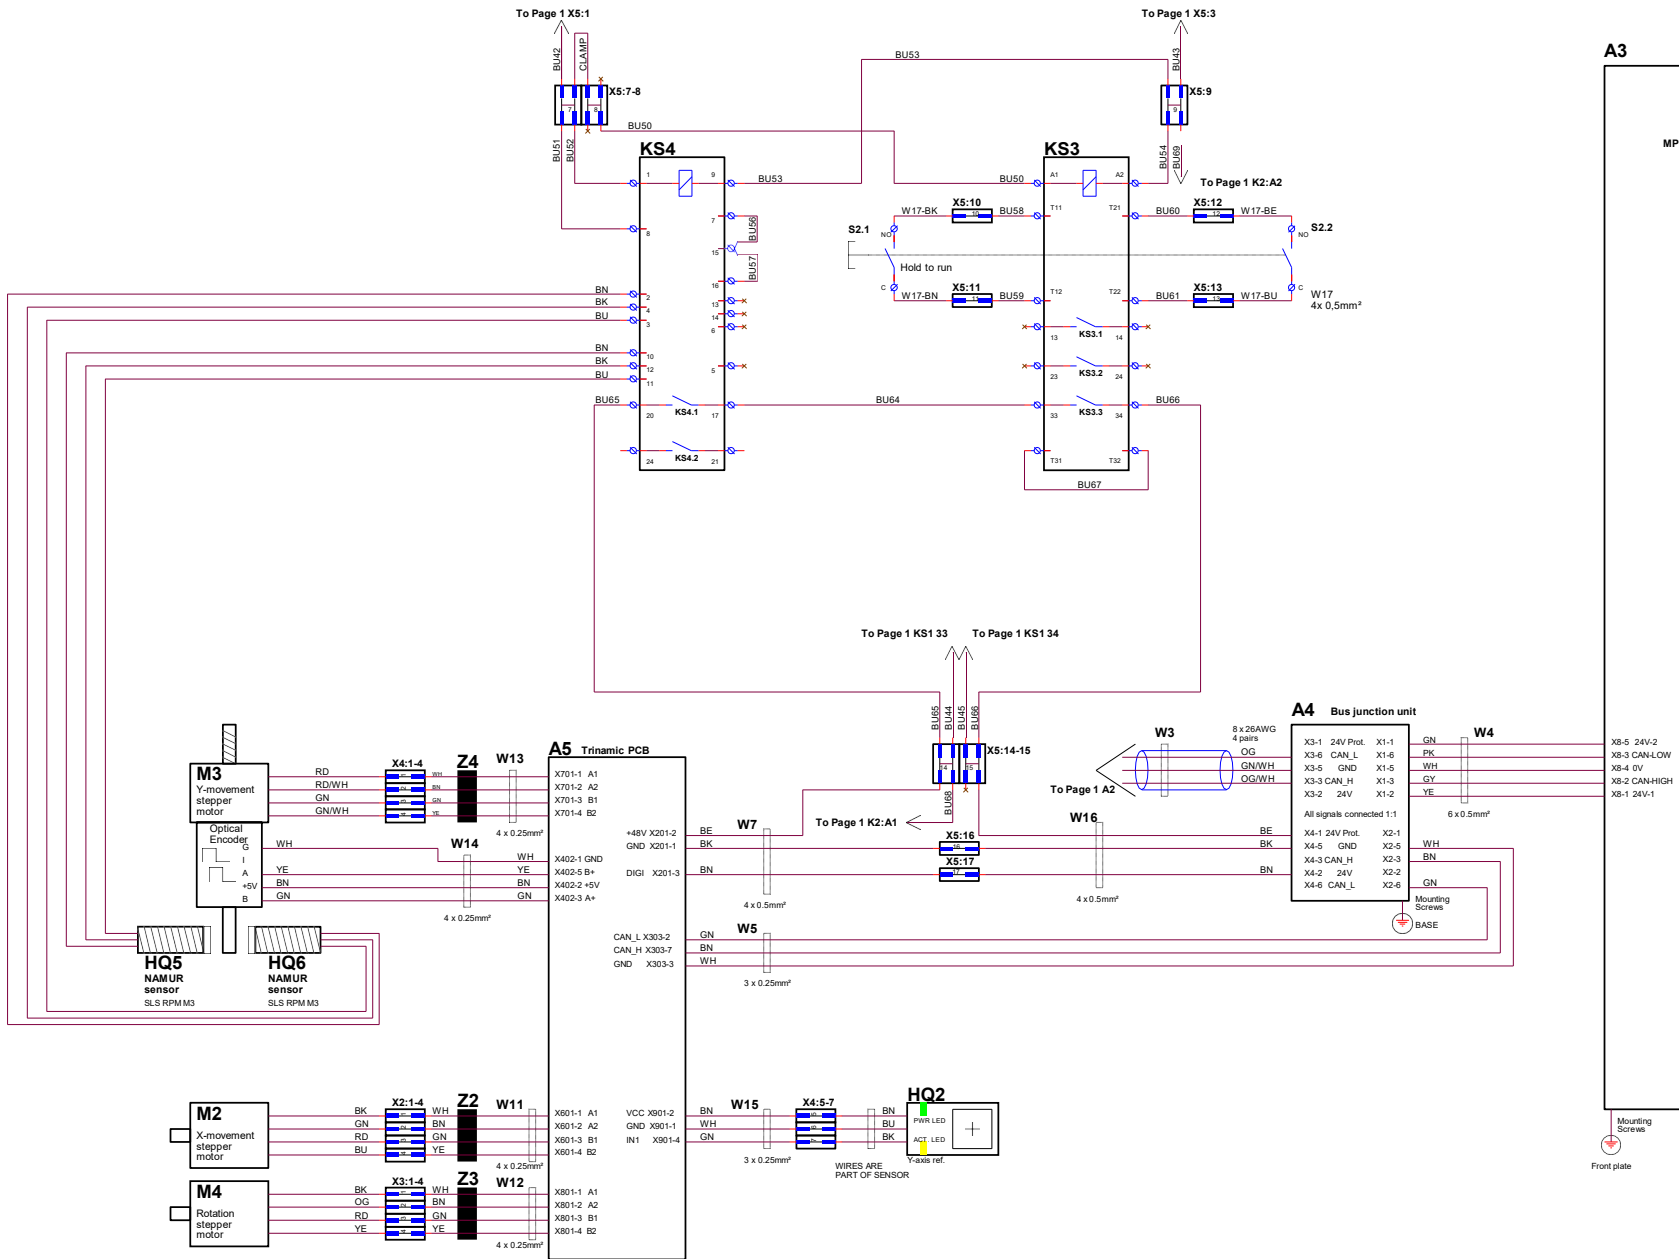 To Page 1 X5:1
To Page 1 X5:3
A3
BU42
CLAMP
BU53
BU43
X5:7-8
7
8
X5:9
9
MP
BU50
BU51
BU52
BU54
BU69
KS4
KS3
1
9
BU53
BU50
A1
A2
To Page 1 K2:A2
7
BU56
8
15
BU57
16
W17-BK
X5:10
10
BU58
T11
T21
BU60
X5:12
12
W17-BE
S2.1
NO
NO
S2.2
Hold to run
C
C
W17-BN
X5:11
11
BU59
T12
T22
BU61
X5:13
13
W17-BU
W17
4x 0,5mm²
BN
2
BK
4
BU
3
13
14
6
13
KS3.1
14
BN
10
BK
12
BU
11
5
23
KS3.2
24
BU65
20
KS4.1
17
BU64
33
KS3.3
34
BU66
24
KS4.2
21
T31
T32
BU67
To Page 1 KS1 33
To Page 1 KS1 34
BU65
BU44
BU45
BU66
X5:14-15
14
15
BU68
To Page 1 K2:A1
W3
8 x 26AWG
4 pairs
OG
GN/WH
OG/WH
To Page 1 A2
A4 Bus junction unit
X3-1 24V Prot. X1-1
X3-6 CAN_L X1-6
X3-5 GND X1-5
X3-3 CAN_H X1-3
X3-2 24V X1-2
All signals connected 1:1
X4-1 24V Prot. X2-1
X4-5 GND X2-5
X4-3 CAN_H X2-3
X4-2 24V X2-2
X4-6 CAN_L X2-6
GN
PK
WH
GY
YE
W4
6 x 0.5mm²
X8-5 24V-2
X8-3 CAN-LOW
X8-4 0V
X8-2 CAN-HIGH
X8-1 24V-1
WH
BN
GN
Mounting
Screws
BASE
M3
Y-movement
stepper
motor
RD
RD/WH
GN
GN/WH
X4:1-4
WH
BN
GN
YE
Z4
W13
4 x 0.25mm²
A5 Trinamic PCB
X701-1 A1
X701-2 A2
X701-3 B1
X701-4 B2
Optical
Encoder
G
I
A
+5V
B
WH
YE
BN
GN
W14
4 x 0.25mm²
WH
YE
BN
GN
X402-1 GND
X402-5 B+
X402-2 +5V
X402-3 A+
+48V X201-2
GND X201-1
DIGI X201-3
BE
BK
BN
W7
4 x 0.5mm²
X5:16
16
X5:17
17
W16
4 x 0.5mm²
BE
BK
BN
CAN_L X303-2
CAN_H X303-7
GND X303-3
GN
BN
WH
W5
3 x 0.25mm²
HQ5
NAMUR
sensor
SLS RPM M3
HQ6
NAMUR
sensor
SLS RPM M3
M2
X-movement
stepper
motor
BK
GN
RD
BU
X2:1-4
WH
BN
GN
YE
Z2
W11
4 x 0.25mm²
X601-1 A1
X601-2 A2
X601-3 B1
X601-4 B2
VCC X901-2
GND X901-1
IN1 X901-4
BN
WH
GN
W15
3 x 0.25mm²
X4:5-7
BN
BU
BK
WIRES ARE
PART OF SENSOR
HQ2
PWR LED
ACT. LED
Y-axis ref.
M4
Rotation
stepper
motor
BK
OG
RD
YE
X3:1-4
WH
BN
GN
YE
Z3
W12
4 x 0.25mm²
X801-1 A1
X801-2 A2
X801-3 B1
X801-4 B2
Mounting
Screws
Front plate